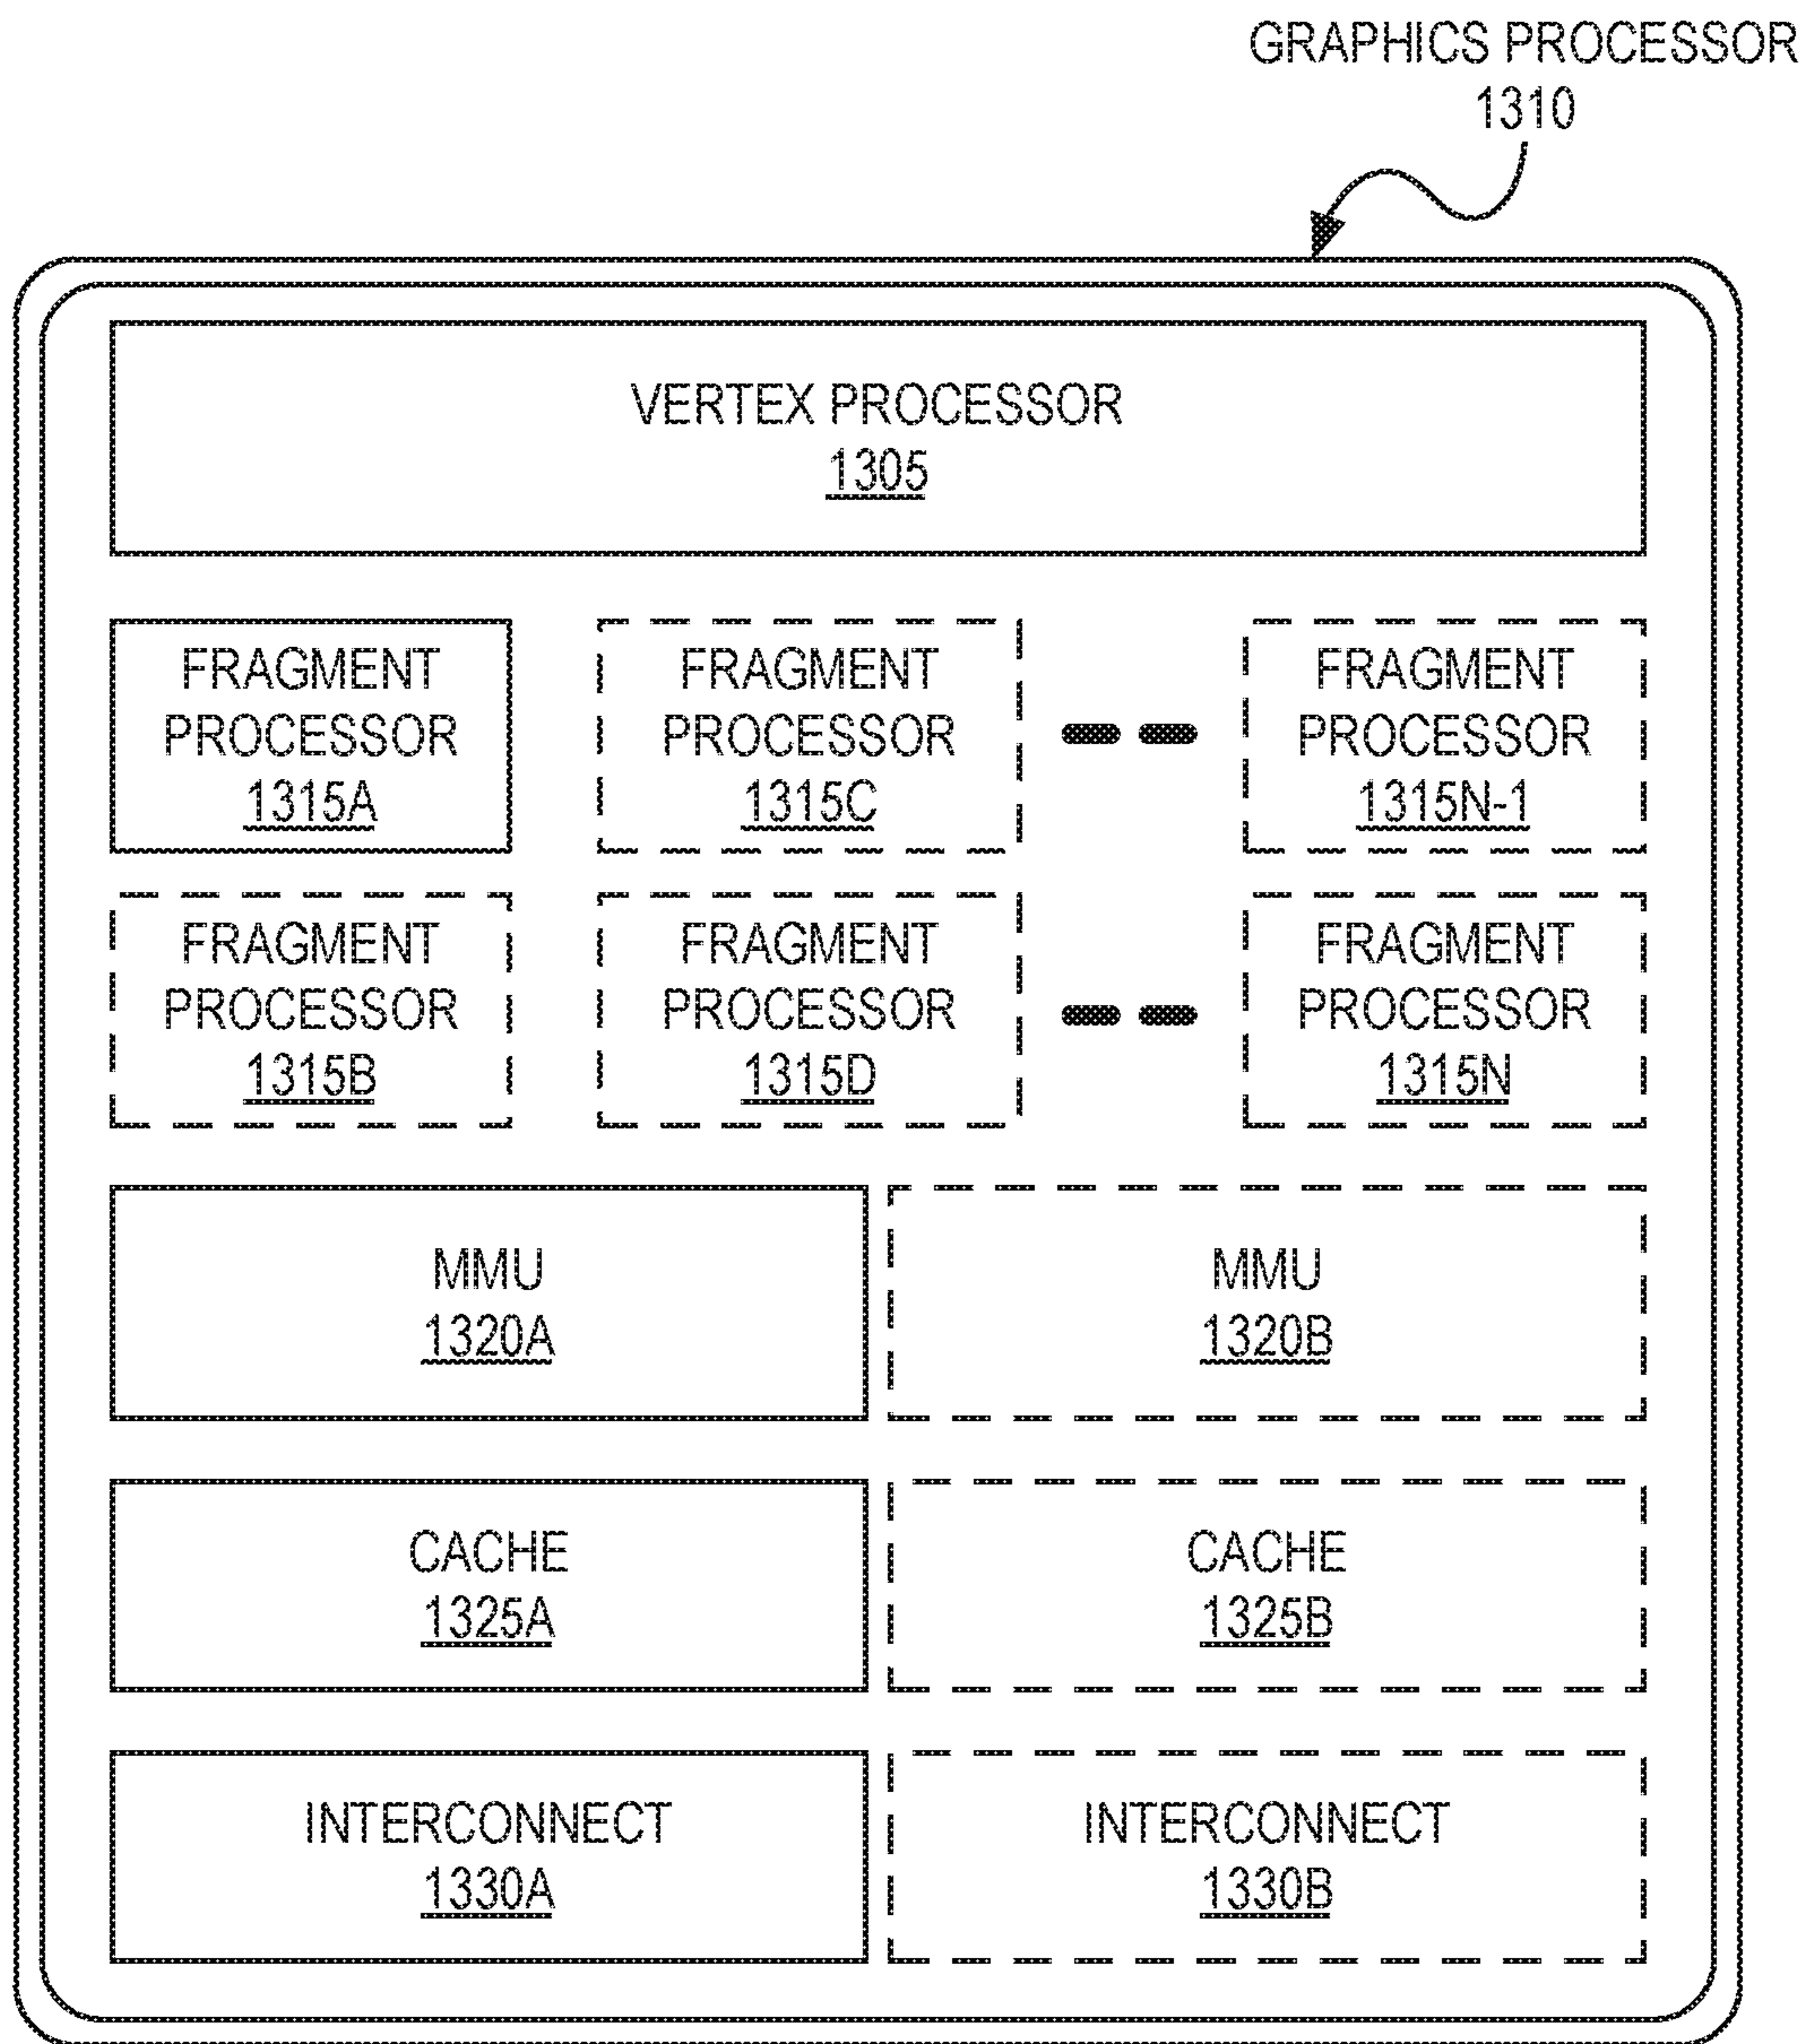 GRAPHICS PROCESSOR
1310
VERTEX PROCESSOR
1305
FRAGMENT
PROCESSOR
1315A
FRAGMENT
PROCESSOR
1315C
FRAGMENT
PROCESSOR
1315N-1
FRAGMENT
PROCESSOR
1315B
FRAGMENT
PROCESSOR
1315D
FRAGMENT
PROCESSOR
1315N
MMU
1320A
MMU
1320B
CACHE
1325A
CACHE
1325B
INTERCONNECT
1330A
INTERCONNECT
1330B